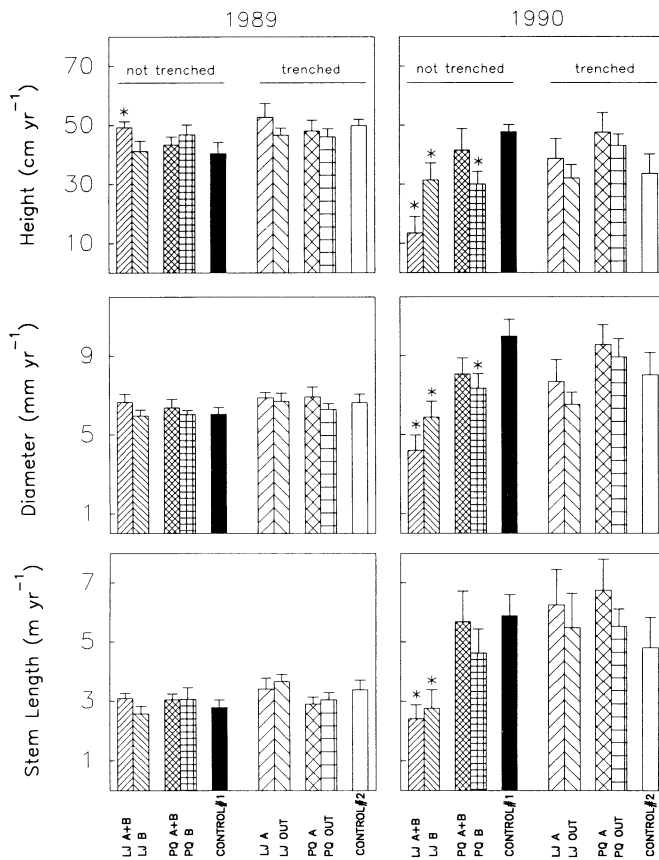 1989 1990
not trenched trenched not trenched trenched
Height (cm yr⁻¹)
70
50
30
10
* * * *
Diameter (mm yr⁻¹)
9
5
1
* * *
Stem Length (m yr⁻¹)
7
5
3
1
* *
LJ A+B
LJ B
PQ A+B
PQ B
CONTROL#1
LJ A
LJ OUT
PQ A
PQ OUT
CONTROL#2
LJ A+B
LJ B
PQ A+B
PQ B
CONTROL#1
LJ A
LJ OUT
PQ A
PQ OUT
CONTROL#2